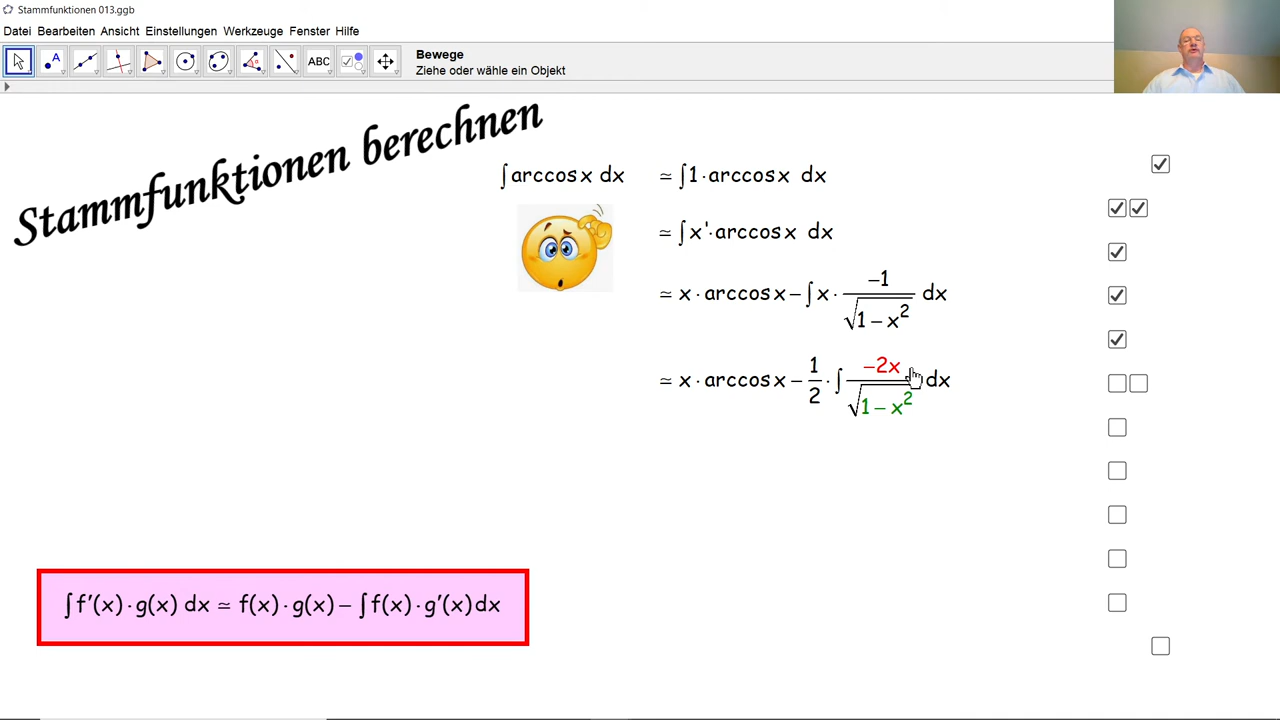 Stammfunktionen 013.ggb
Datei Bearbeiten Ansicht Einstellungen Werkzeuge Fenster Hilfe
ABC
Bewege
Ziehe oder wähle ein Objekt
Stammfunktionen berechnen
∫arccos x dx ≃ ∫1·arccos x dx
≃ ∫x'·arccos x dx
≃ x·arccos x − ∫x· −1/√(1−x²) dx
≃ x·arccos x − 1/2 · ∫ −2x/√(1−x²) dx
∫f'(x)·g(x) dx ≃ f(x)·g(x) − ∫f(x)·g'(x)dx